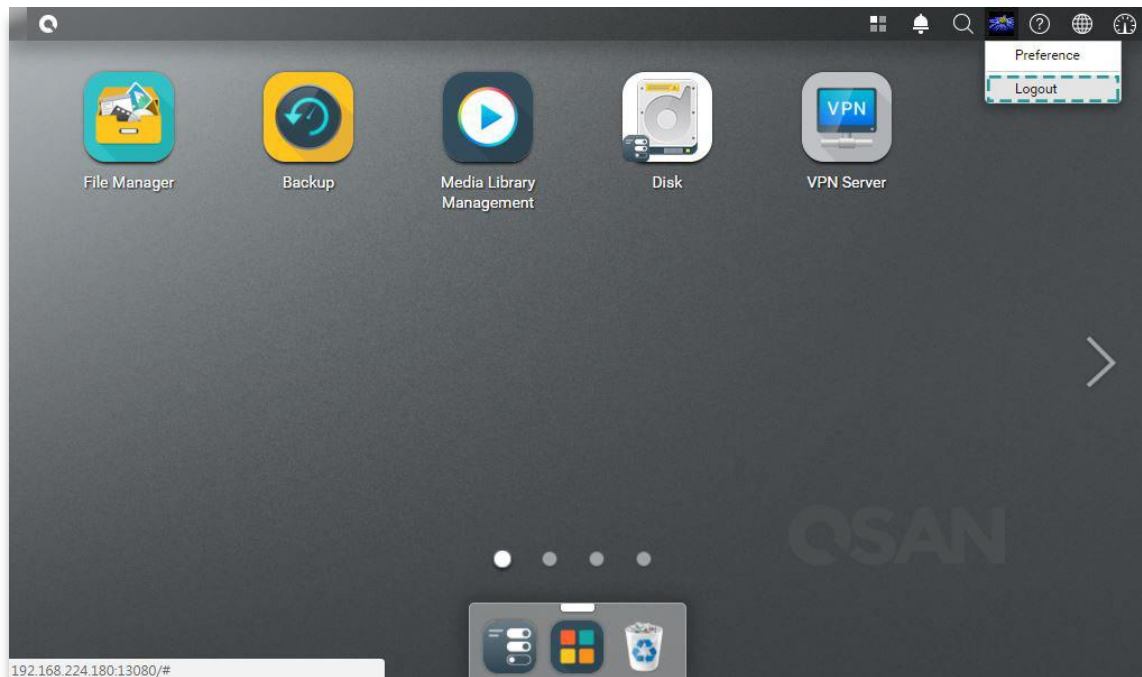 Preference
Logout
VPN
File Manager
Backup
Media Library
Management
Disk
VPN Server
QSAN
192.168.224.180:13080/#